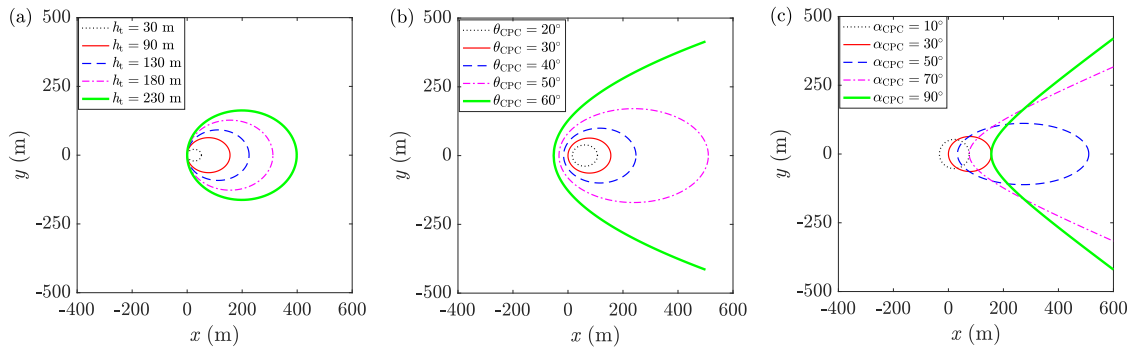 (a)
500
250
0
-250
-500
-400
-200
0
200
400
600
x (m)
y (m)
h_t = 30 m
h_t = 90 m
h_t = 130 m
h_t = 180 m
h_t = 230 m
(b)
500
250
0
-250
-500
-400
-200
0
200
400
600
x (m)
y (m)
θ_CPC = 20°
θ_CPC = 30°
θ_CPC = 40°
θ_CPC = 50°
θ_CPC = 60°
(c)
500
250
0
-250
-500
-400
-200
0
200
400
600
x (m)
y (m)
α_CPC = 10°
α_CPC = 30°
α_CPC = 50°
α_CPC = 70°
α_CPC = 90°